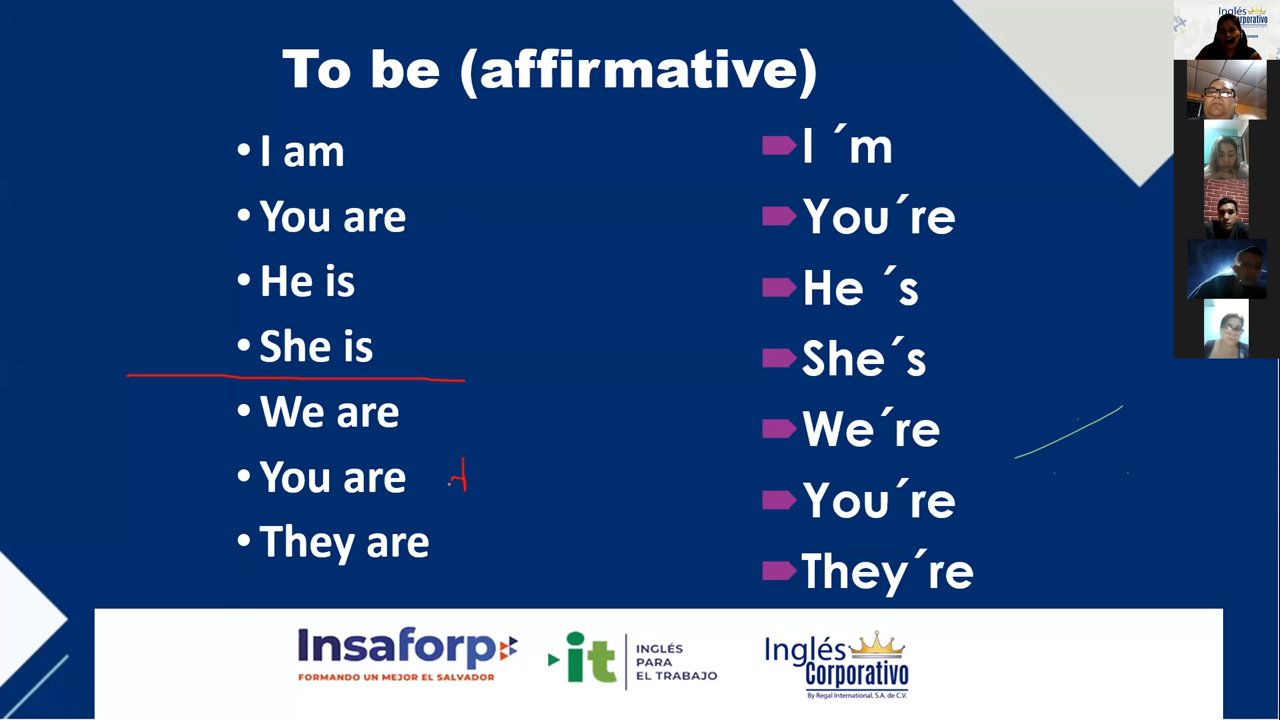 To be (affirmative)
• I am
• You are
• He is
• She is
• We are
• You are
• They are
I ´m
You´re
He ´s
She´s
We´re
You´re
They´re
Insaforp
FORMANDO UN MEJOR EL SALVADOR
it
INGLÉS
PARA
EL TRABAJO
Inglés
Corporativo
By Regal International, S.A. de C.V.
Inglés
Corporativo